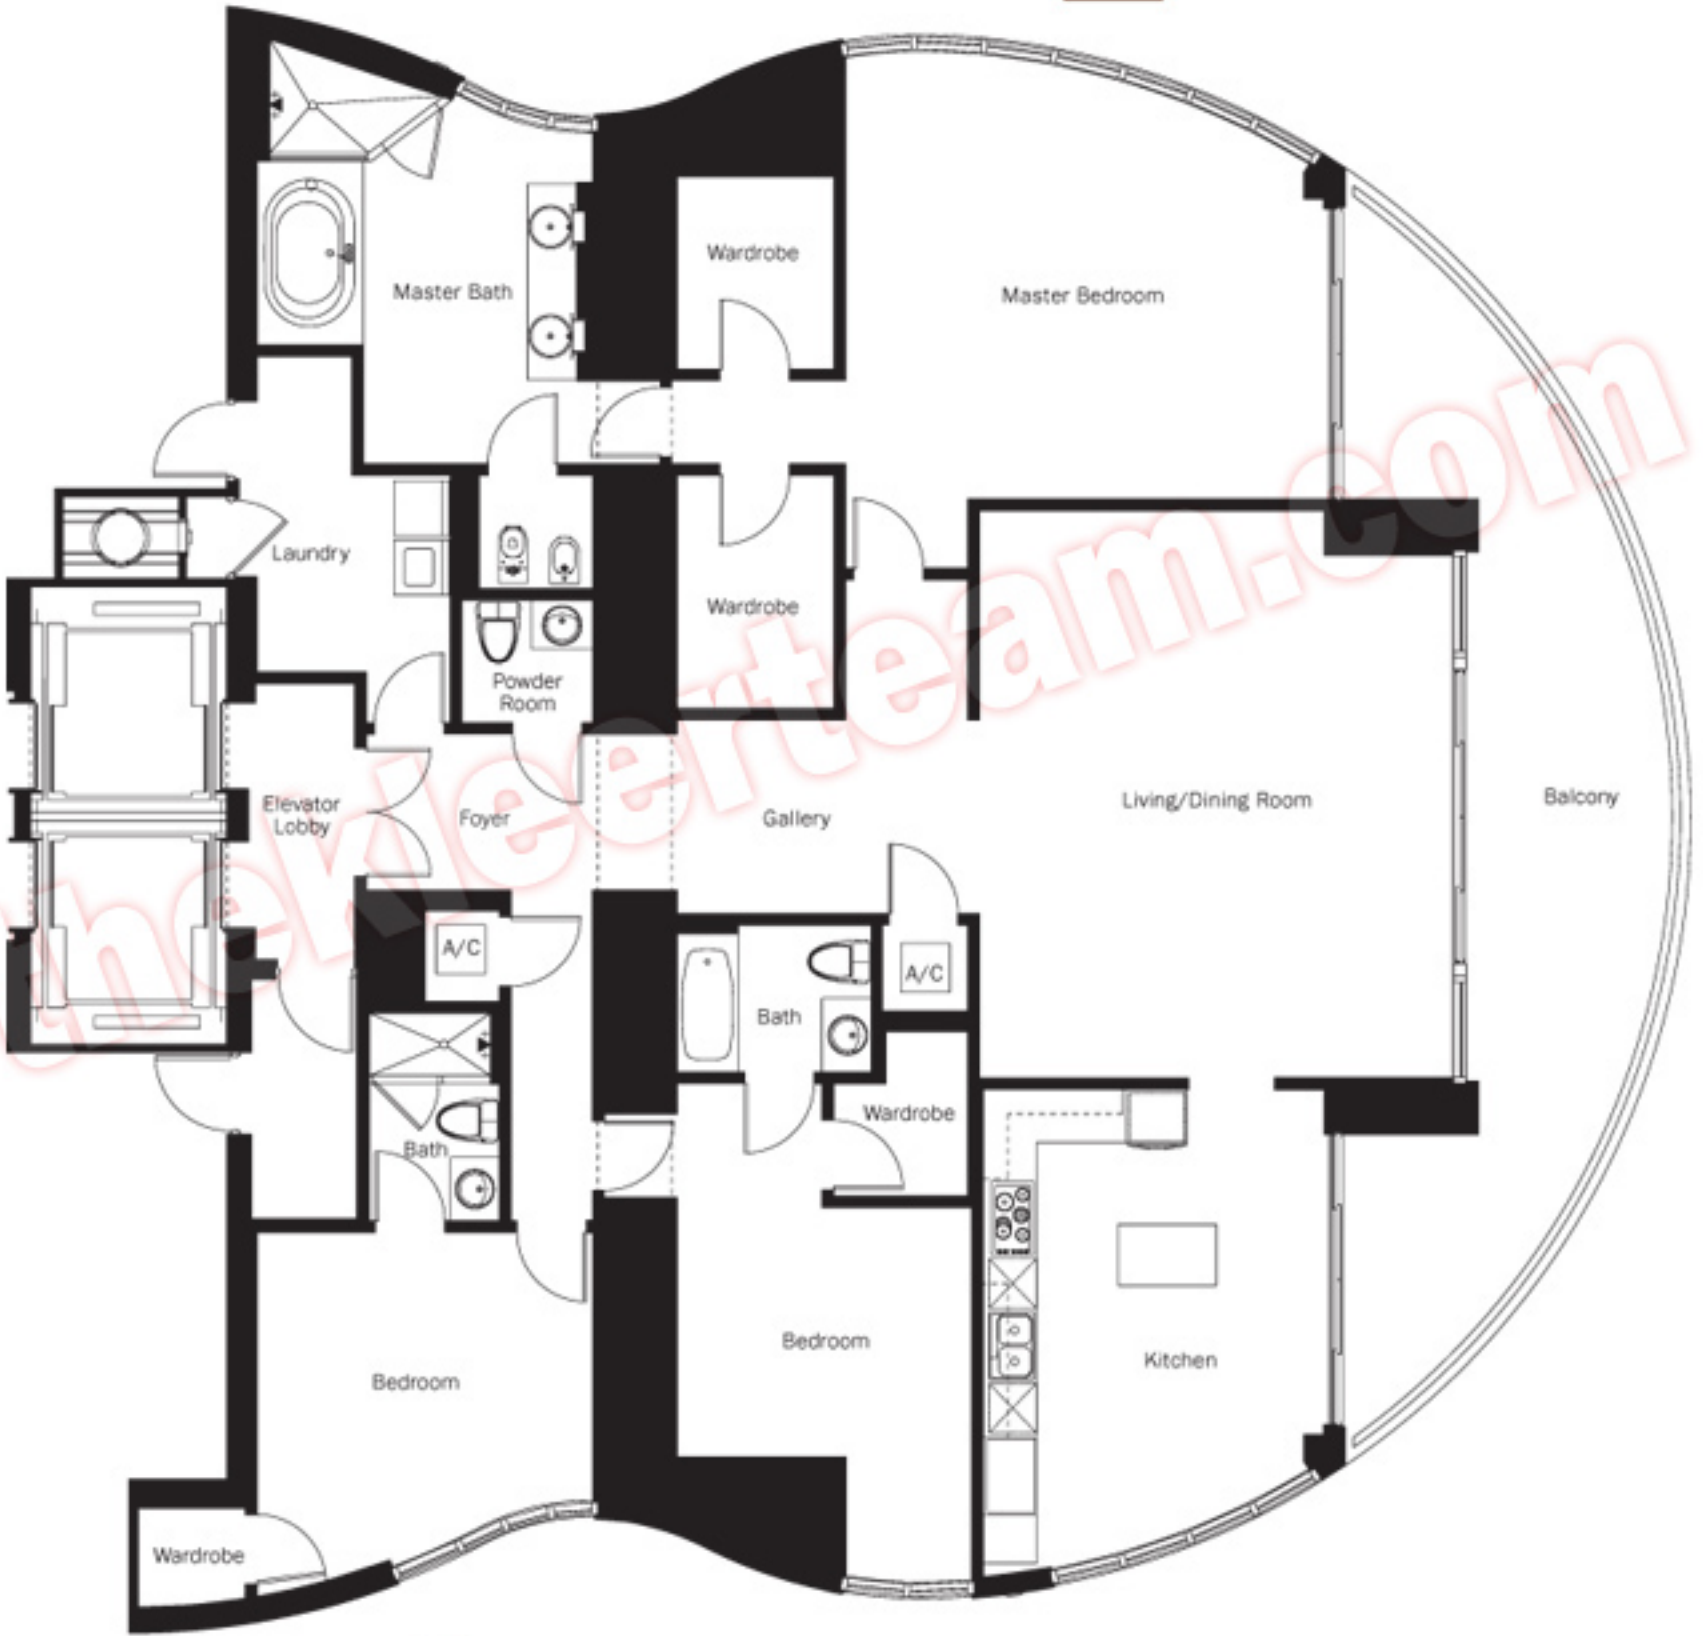 Wardrobe
Master Bath
Master Bedroom
Laundry
Wardrobe
Powder
Room
Elevator
Lobby
Foyer
Gallery
Living/Dining Room
Balcony
A/C
A/C
Bath
Wardrobe
Bath
Bedroom
Bedroom
Kitchen
Wardrobe
thekleerteam.com